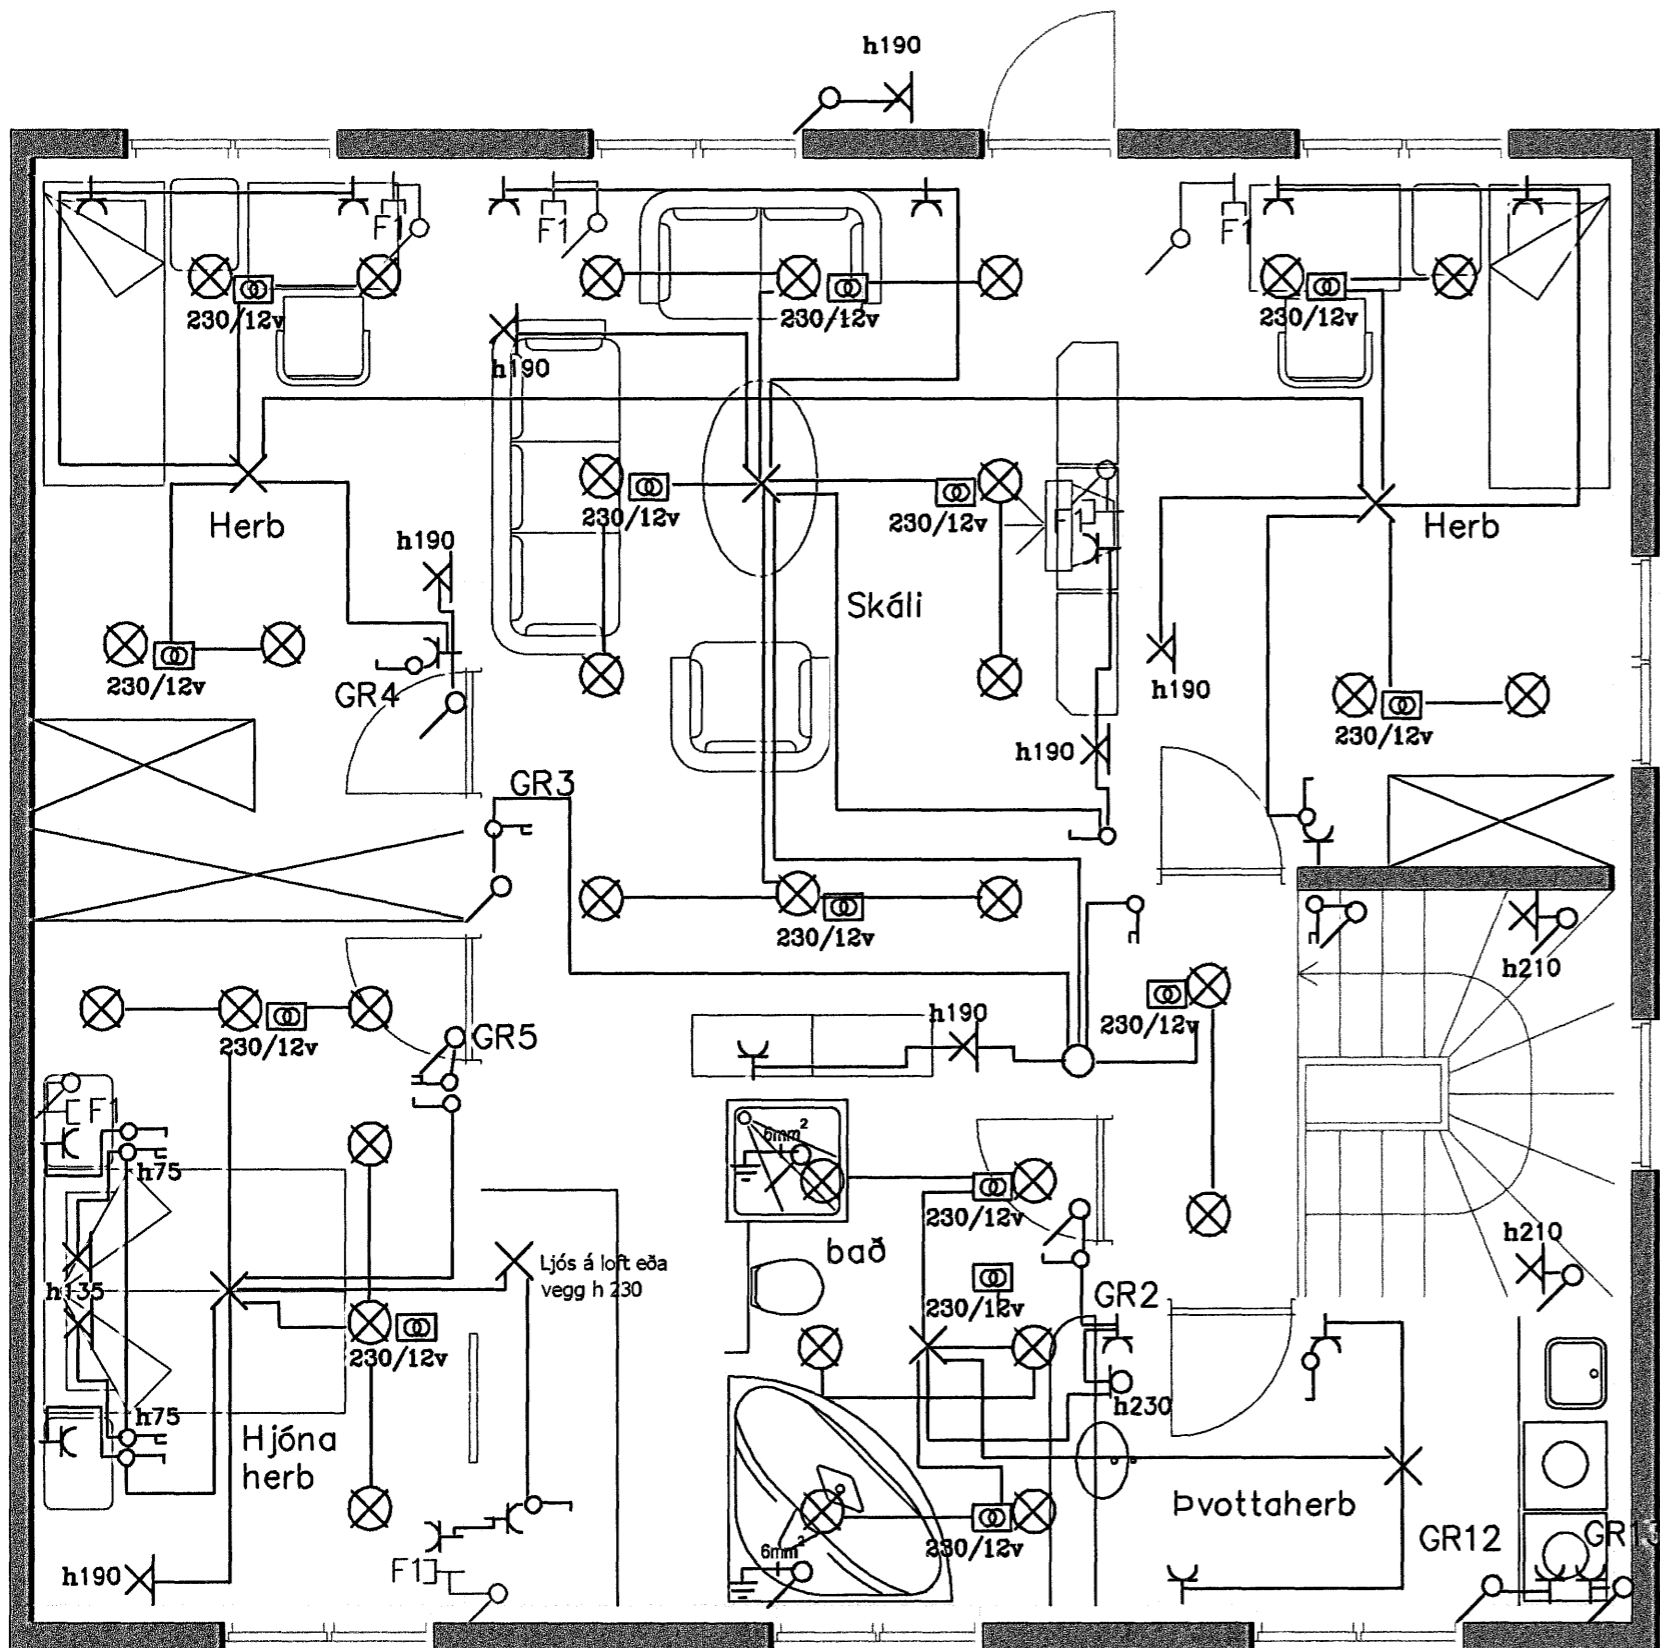 h190
F1
F1
F1
230/12v
230/12v
230/12v
h190
230/12v
230/12v
Herb
F1
Herb
h190
Skáli
230/12v
GR4
h190
230/12v
h190
GR3
230/12v
h210
h190
230/12v
230/12v
GR5
F1
6mm²
h75
230/12v
bað
h210
Ljós á loft eða
vegg h 230
h135
230/12v
GR2
230/12v
h230
h75
Hjóna
herb
Þvottaherb
GR12
GR13
6mm²
230/12v
F1
h190